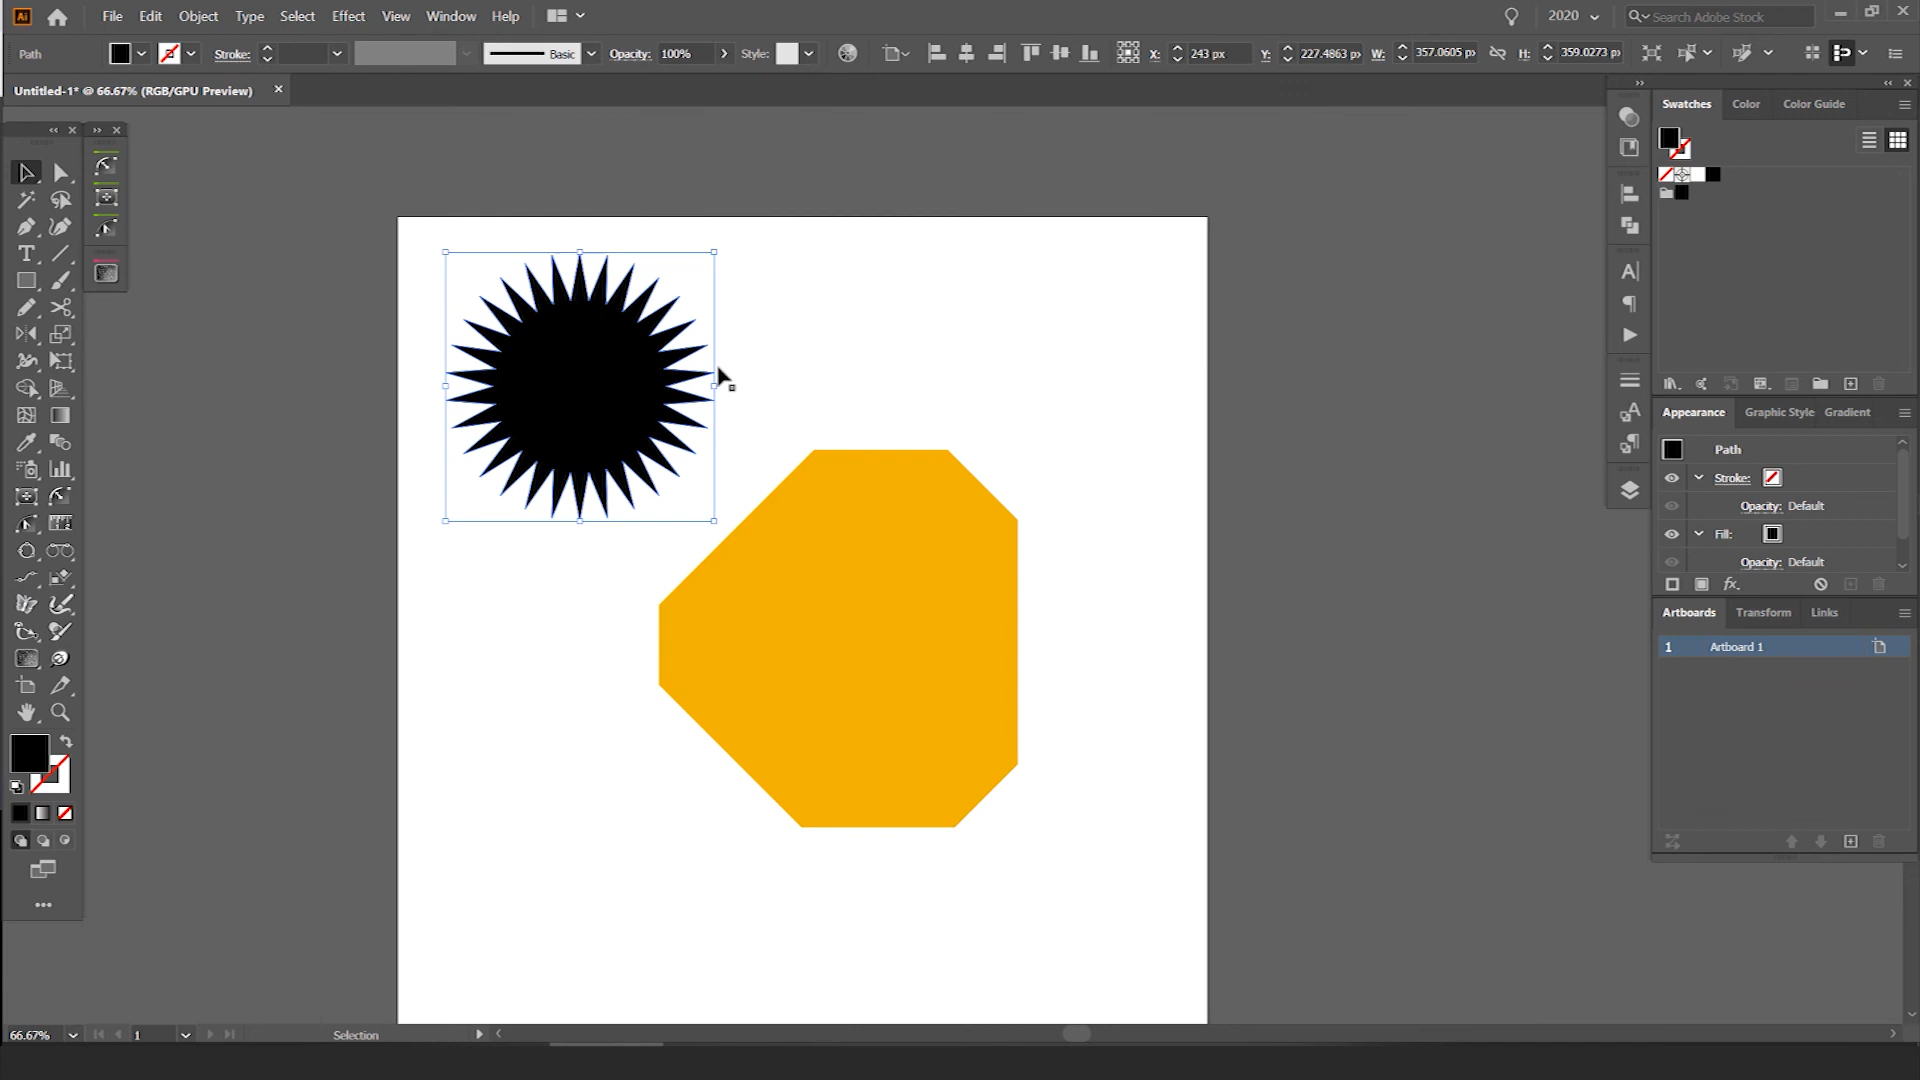 Ai File Edit Object Type Select Effect View Window Help 2020 Search Adobe Stock
Path Stroke: Basic Opacity: 100% Style: X: 243 px Y: 227.4863 px W: 357.0605 px H: 359.0273 px
Untitled-1* @ 66.67% (RGB/GPU Preview)
Swatches Color Color Guide
Appearance Graphic Style Gradient
Path
Stroke:
Opacity: Default
Fill:
Opacity: Default
fx
Artboards Transform Links
1 Artboard 1
66.67% 1 Selection